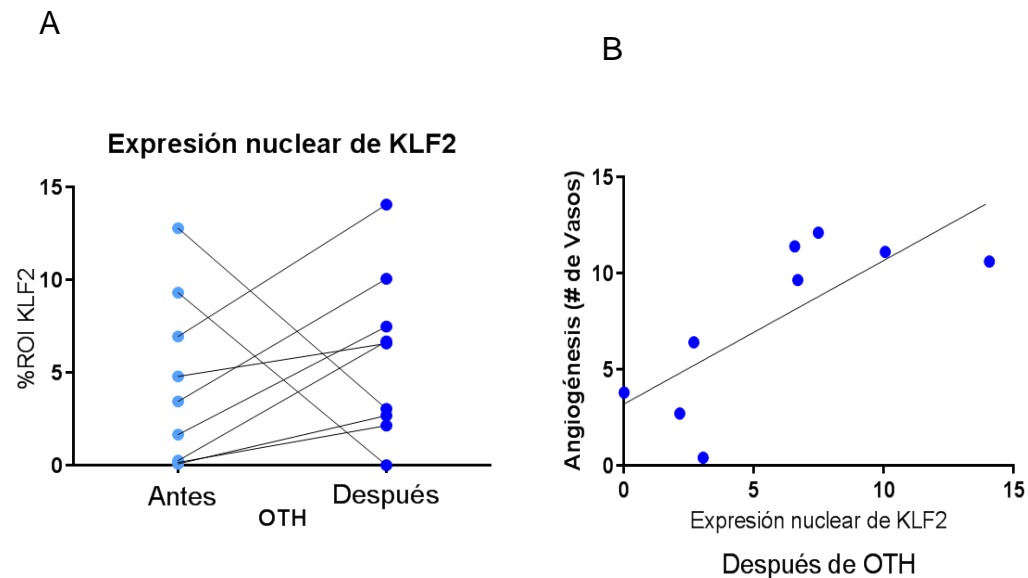 A
Expresión nuclear de KLF2
%ROI KLF2
15
10
5
0
Antes
Después
OTH
B
Angiogénesis (# de Vasos)
15
10
5
0
0
5
10
15
Expresión nuclear de KLF2
Después de OTH